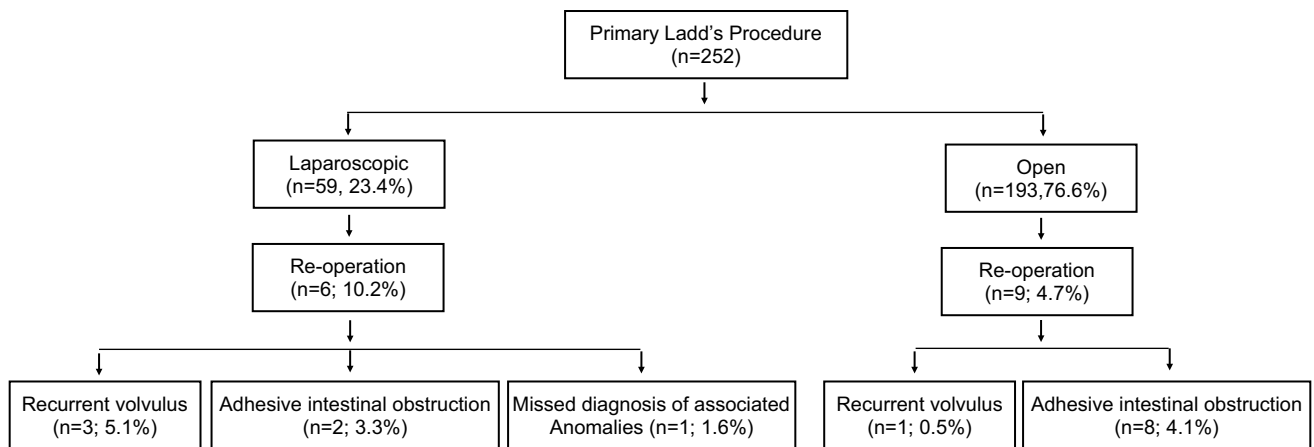 Primary Ladd's Procedure
(n=252)
Laparoscopic
(n=59, 23.4%)
Open
(n=193,76.6%)
Re-operation
(n=6; 10.2%)
Re-operation
(n=9; 4.7%)
Recurrent volvulus
(n=3; 5.1%)
Adhesive intestinal obstruction
(n=2; 3.3%)
Missed diagnosis of associated
Anomalies (n=1; 1.6%)
Recurrent volvulus
(n=1; 0.5%)
Adhesive intestinal obstruction
(n=8; 4.1%)